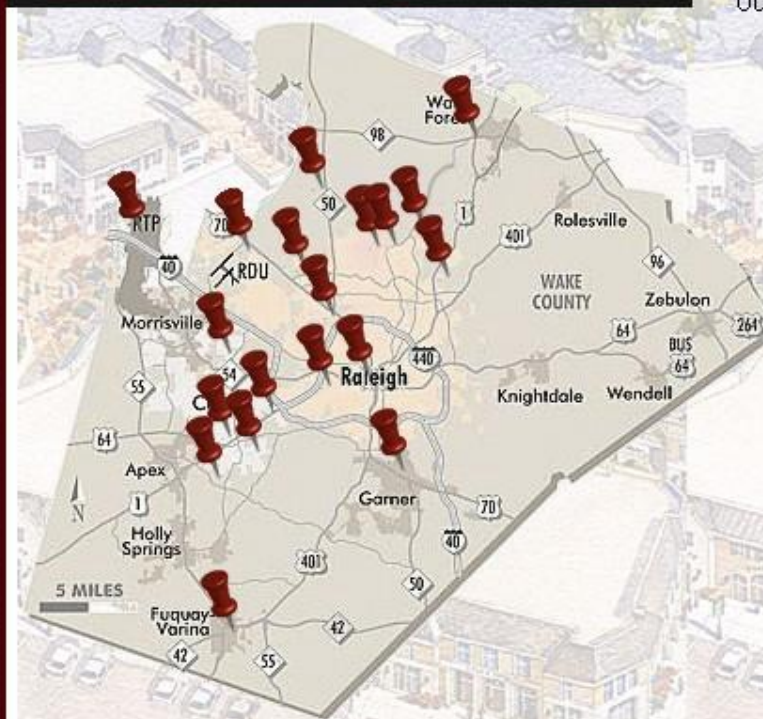 Wa
Fore
98
50
70
RTP
1
Rolesville
401
40
RDU
96
WAKE
COUNTY
Zebulon
Morrisville
264
64
440
BUS
64
54
Raleigh
55
Knightdale
Wendell
C
64
Apex
Garner
70
N
1
Holly
Springs
40
401
5 MILES
50
Fuquay-
Varina
42
42
55